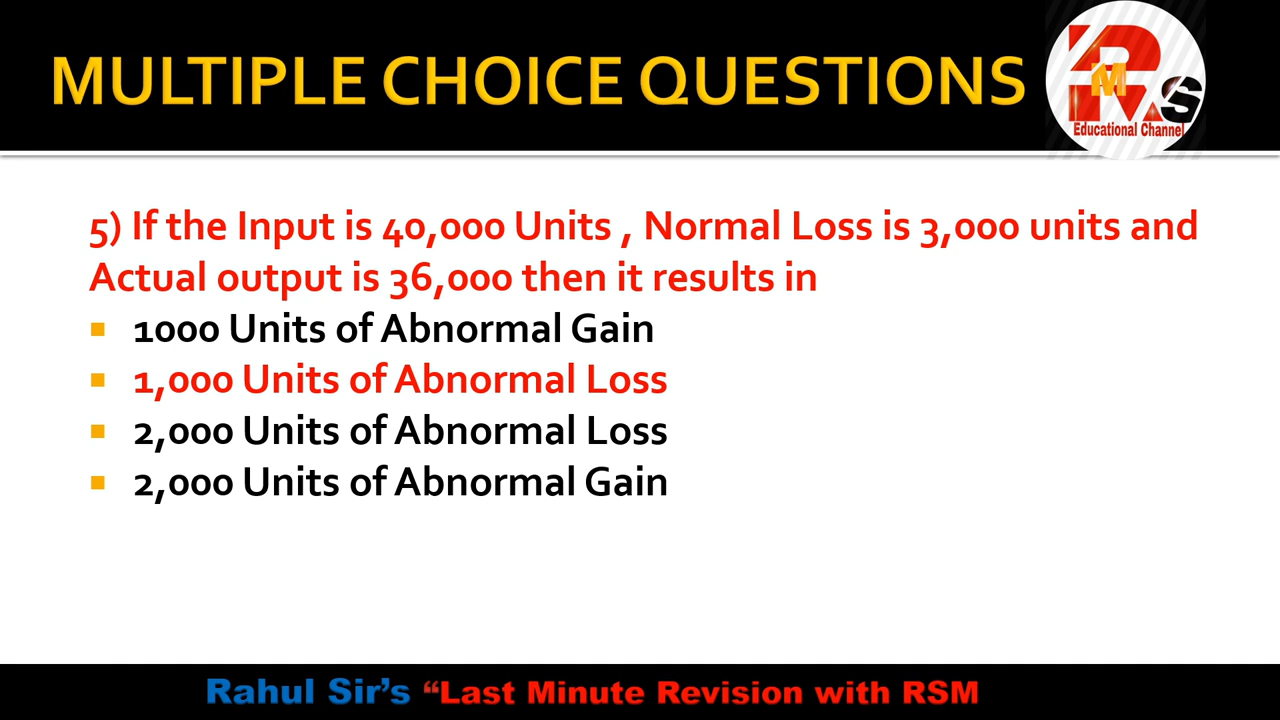 MULTIPLE CHOICE QUESTIONS
RMS
Educational Channel
5) If the Input is 40,000 Units , Normal Loss is 3,000 units and
Actual output is 36,000 then it results in
1000 Units of Abnormal Gain
1,000 Units of Abnormal Loss
2,000 Units of Abnormal Loss
2,000 Units of Abnormal Gain
Rahul Sir's “Last Minute Revision with RSM